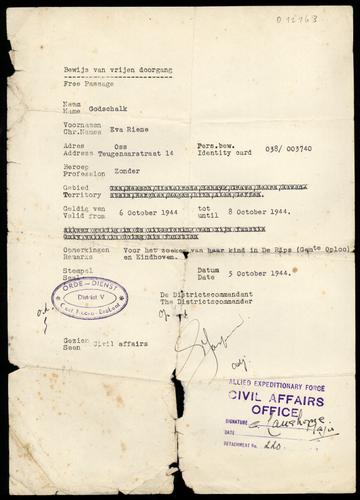 D 12163
Bewijs van vrijen doorgang
Free Passage
Naam
Name Godschalk
Voornamen
Chr.Names Eva Riene
Adres Oss Pers.bew.
Address Teugenaarstraat 14 Identity card 038/ 003740
Beroep
Profession Zonder
Gebied
Territory
Geldig van 6 October 1944 tot 8 October 1944.
Valid from until
Opmerkingen Voor het zoeken van haar kind in De Rips (Gemte Oploo)
Remarks en Eindhoven.
Stempel Datum
Seal Date 5 October 1944.
ORDE - DIENST
District V
De Districtscommandant
The Districtscommander
Gezien
Seen Civil affairs
adj.
ALLIED EXPEDITIONARY FORCE
CIVIL AFFAIRS
OFFICE
SIGNATURE
DATE
DETACHMENT No. 220.